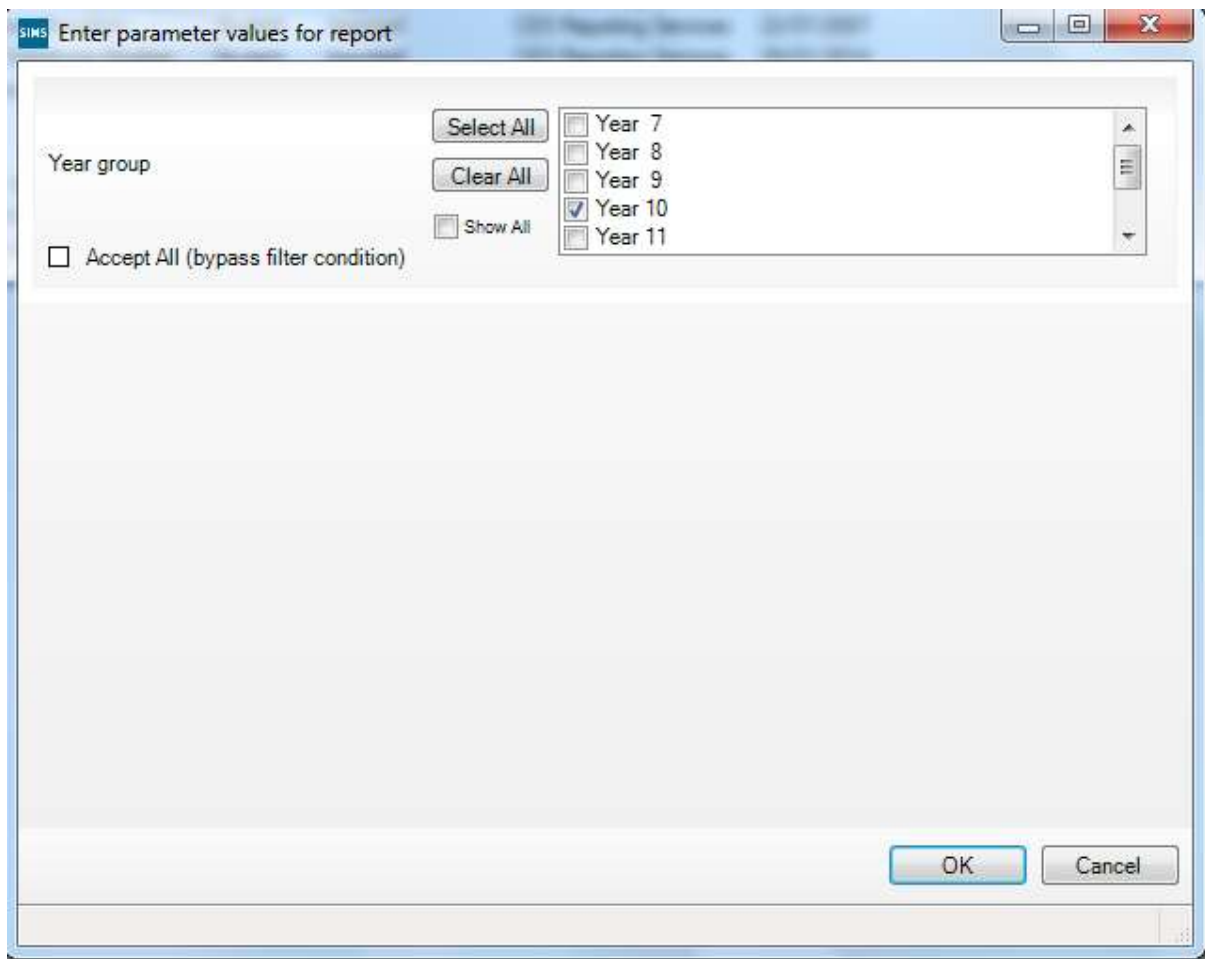 SIMS Enter parameter values for report
Select All
Clear All
Show All
Year group
Accept All (bypass filter condition)
Year 7
Year 8
Year 9
Year 10
Year 11
OK
Cancel